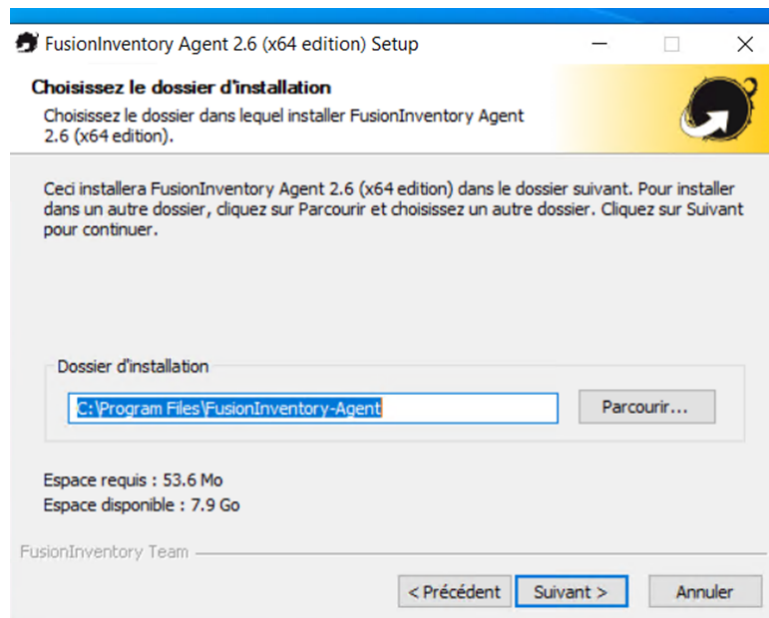 FusionInventory Agent 2.6 (x64 edition) Setup
Choisissez le dossier d'installation
Choisissez le dossier dans lequel installer FusionInventory Agent
2.6 (x64 edition).
Ceci installera FusionInventory Agent 2.6 (x64 edition) dans le dossier suivant. Pour installer
dans un autre dossier, cliquez sur Parcourir et choisissez un autre dossier. Cliquez sur Suivant
pour continuer.
Dossier d'installation
C:\Program Files\FusionInventory-Agent
Parcourir...
Espace requis : 53.6 Mo
Espace disponible : 7.9 Go
FusionInventory Team
< Précédent
Suivant >
Annuler